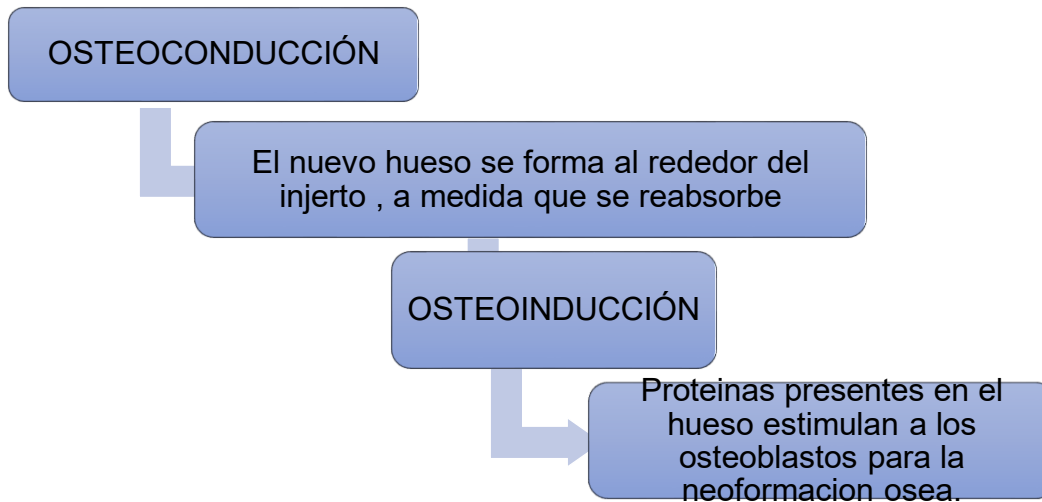 OSTEOCONDUCCIÓN
El nuevo hueso se forma al rededor del
injerto , a medida que se reabsorbe
OSTEOINDUCCIÓN
Proteinas presentes en el
hueso estimulan a los
osteoblastos para la
neoformacion osea.